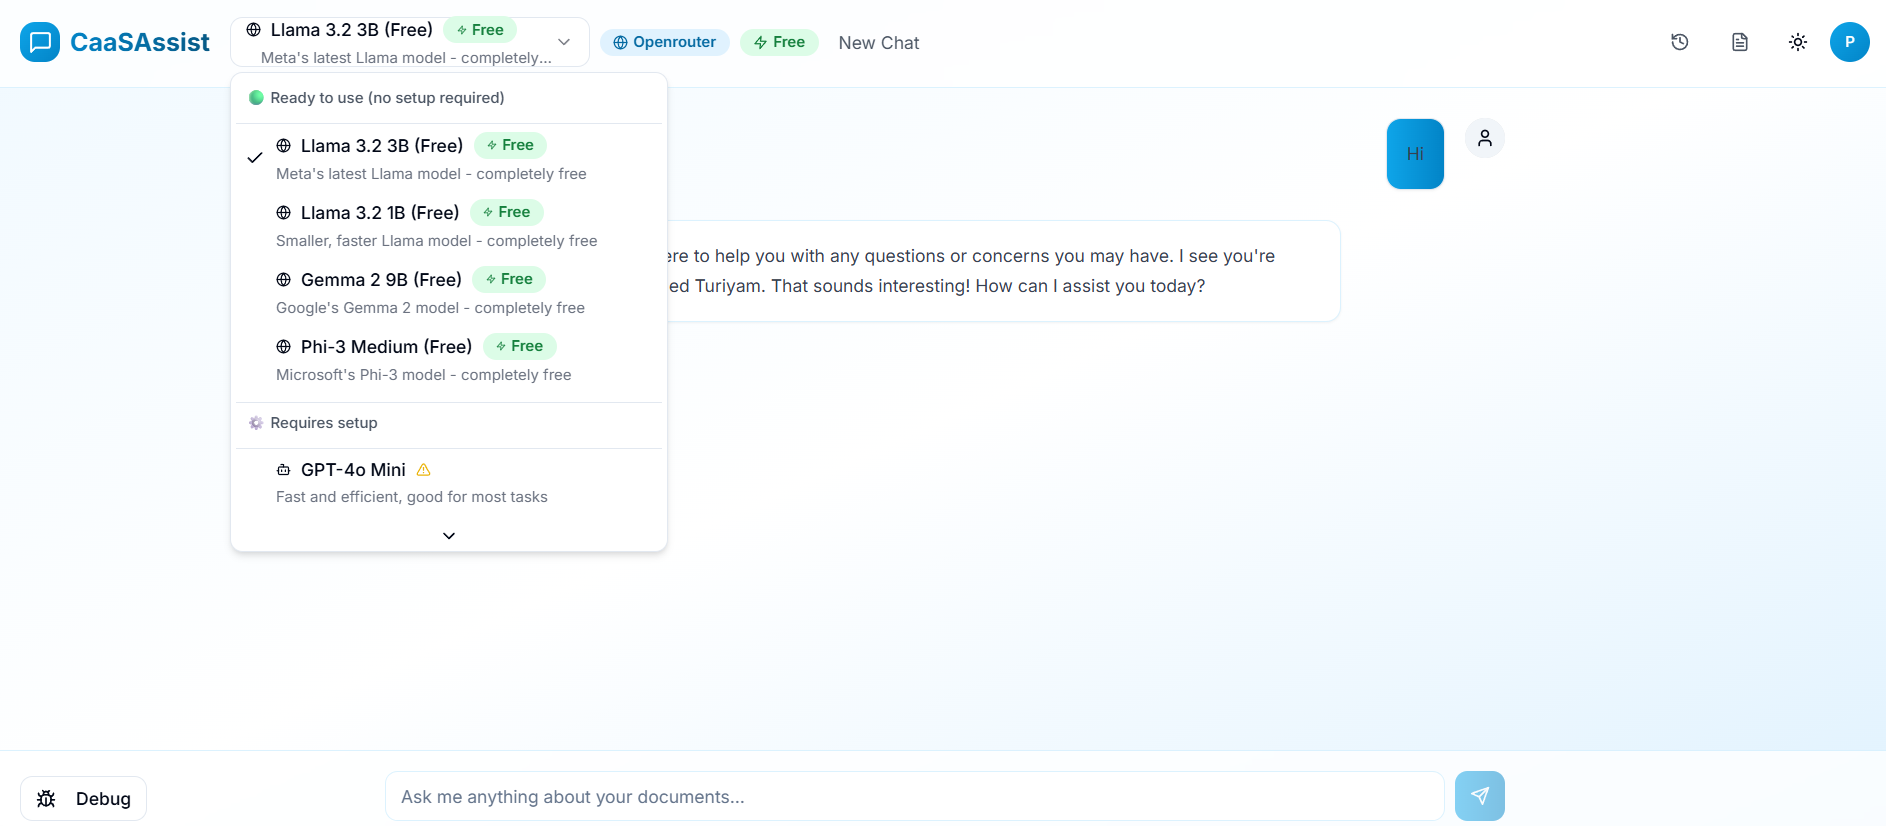 CaaSAssist
Llama 3.2 3B (Free) Free
Meta's latest Llama model - completely...
Openrouter
Free
New Chat
P
Ready to use (no setup required)
Llama 3.2 3B (Free) Free
Meta's latest Llama model - completely free
Llama 3.2 1B (Free) Free
Smaller, faster Llama model - completely free
Gemma 2 9B (Free) Free
Google's Gemma 2 model - completely free
Phi-3 Medium (Free) Free
Microsoft's Phi-3 model - completely free
Requires setup
GPT-4o Mini
Fast and efficient, good for most tasks
Hi
ere to help you with any questions or concerns you may have. I see you're
ed Turiyam. That sounds interesting! How can I assist you today?
Debug
Ask me anything about your documents...